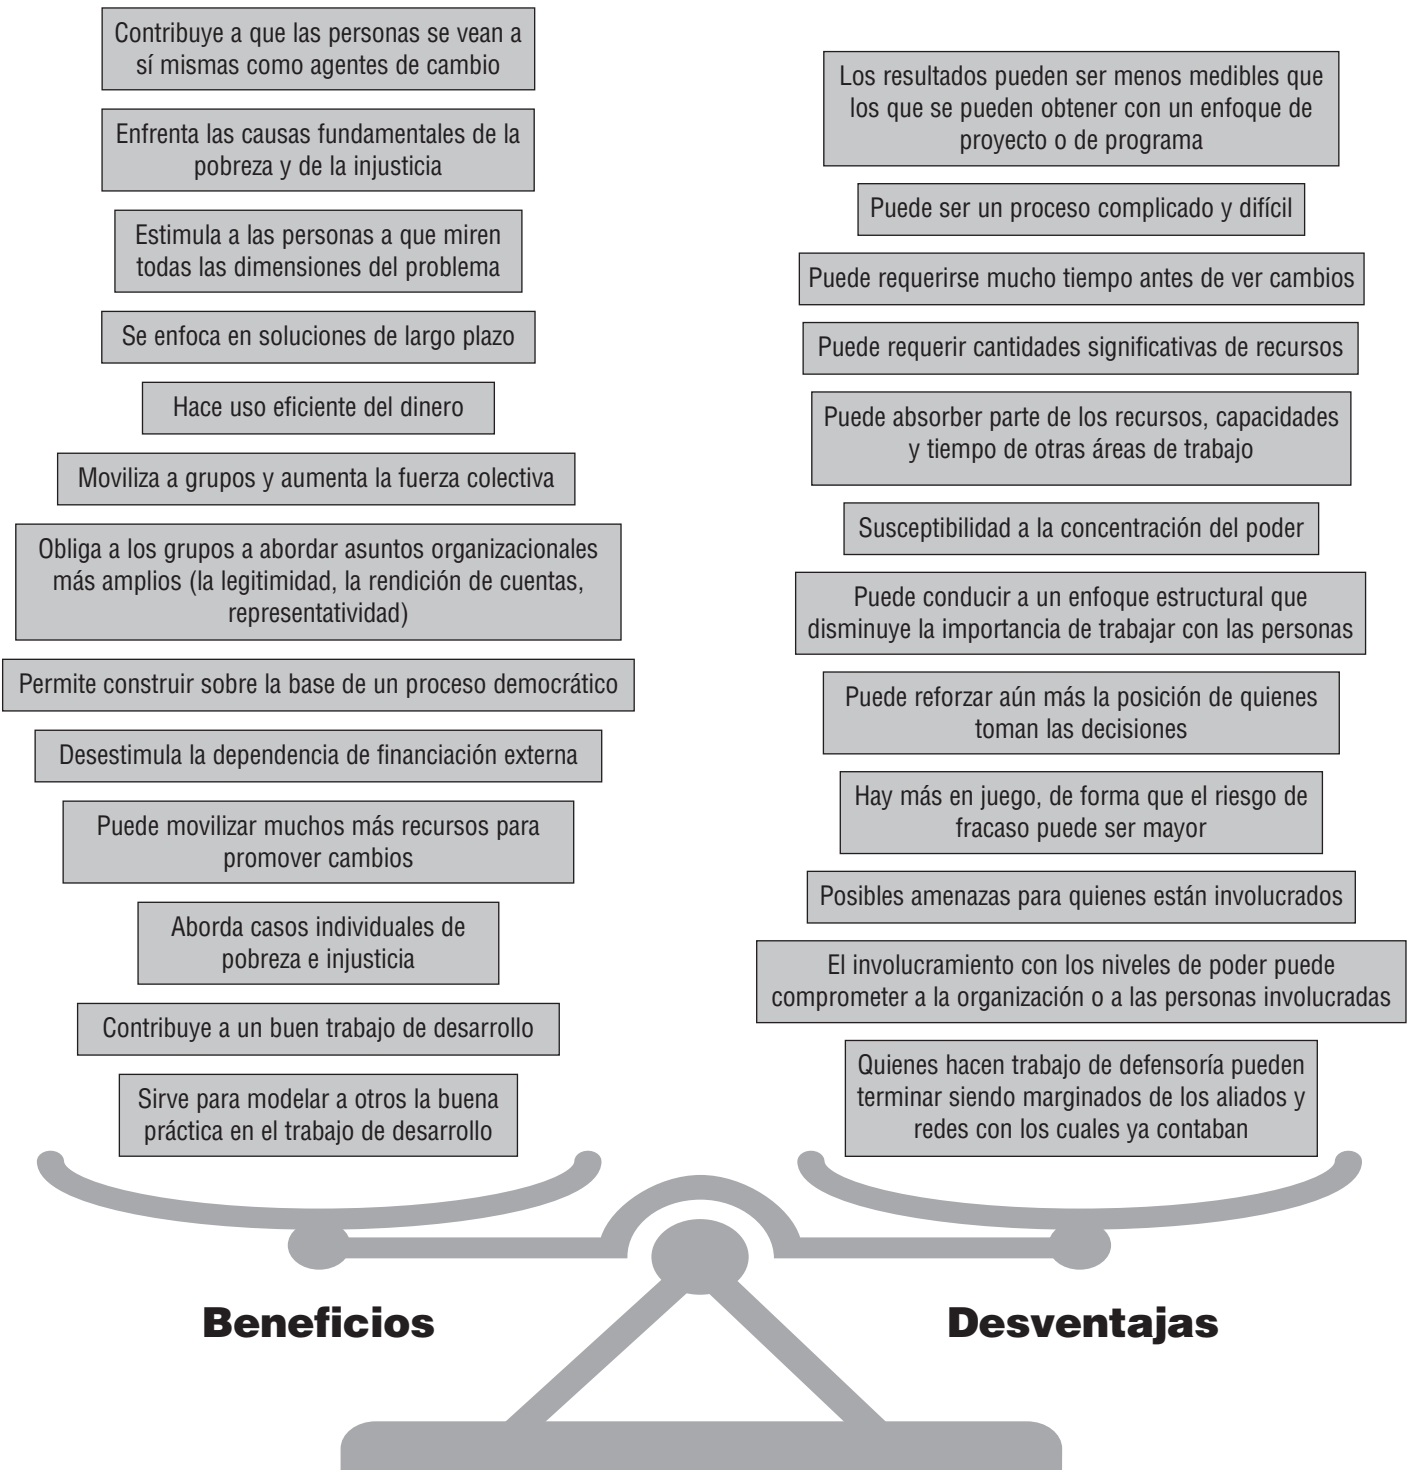 Contribuye a que las personas se vean a
sí mismas como agentes de cambio
Enfrenta las causas fundamentales de la
pobreza y de la injusticia
Estimula a las personas a que miren
todas las dimensiones del problema
Se enfoca en soluciones de largo plazo
Hace uso eficiente del dinero
Moviliza a grupos y aumenta la fuerza colectiva
Obliga a los grupos a abordar asuntos organizacionales
más amplios (la legitimidad, la rendición de cuentas,
representatividad)
Permite construir sobre la base de un proceso democrático
Desestimula la dependencia de financiación externa
Puede movilizar muchos más recursos para
promover cambios
Aborda casos individuales de
pobreza e injusticia
Contribuye a un buen trabajo de desarrollo
Sirve para modelar a otros la buena
práctica en el trabajo de desarrollo
Beneficios
Los resultados pueden ser menos medibles que
los que se pueden obtener con un enfoque de
proyecto o de programa
Puede ser un proceso complicado y difícil
Puede requerirse mucho tiempo antes de ver cambios
Puede requerir cantidades significativas de recursos
Puede absorber parte de los recursos, capacidades
y tiempo de otras áreas de trabajo
Susceptibilidad a la concentración del poder
Puede conducir a un enfoque estructural que
disminuye la importancia de trabajar con las personas
Puede reforzar aún más la posición de quienes
toman las decisiones
Hay más en juego, de forma que el riesgo de
fracaso puede ser mayor
Posibles amenazas para quienes están involucrados
El involucramiento con los niveles de poder puede
comprometer a la organización o a las personas involucradas
Quienes hacen trabajo de defensoría pueden
terminar siendo marginados de los aliados y
redes con los cuales ya contaban
Desventajas